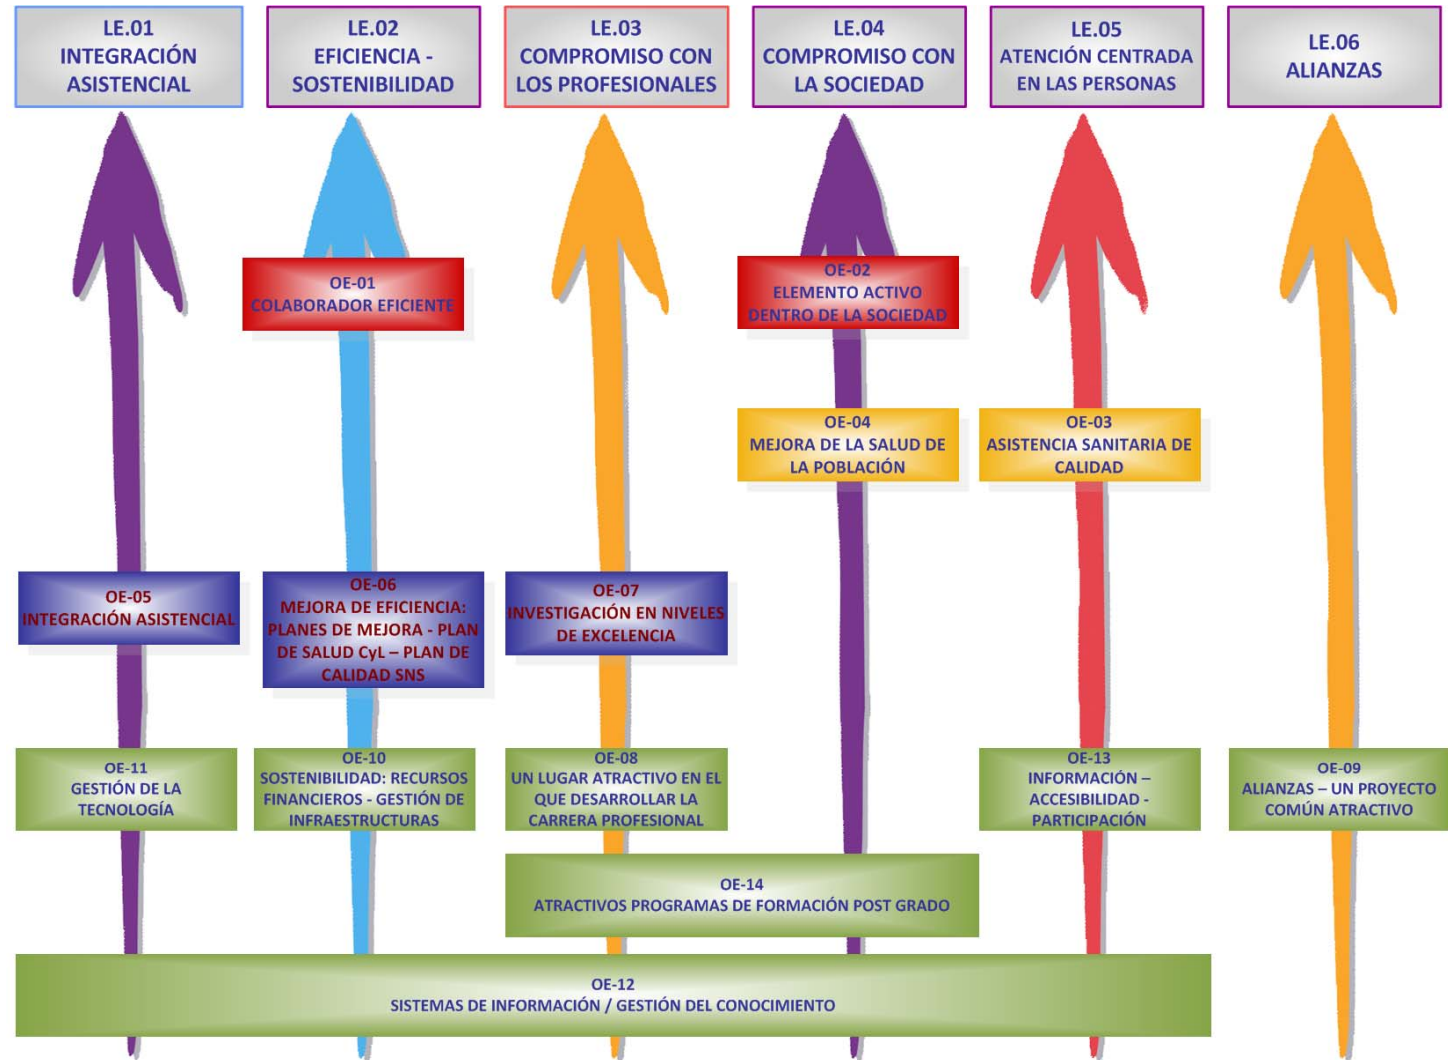 LE.01
INTEGRACIÓN
ASISTENCIAL
LE.02
EFICIENCIA -
SOSTENIBILIDAD
LE.03
COMPROMISO CON
LOS PROFESIONALES
LE.04
COMPROMISO CON
LA SOCIEDAD
LE.05
ATENCIÓN CENTRADA
EN LAS PERSONAS
LE.06
ALIANZAS
OE-01
COLABORADOR EFICIENTE
OE-02
ELEMENTO ACTIVO
DENTRO DE LA SOCIEDAD
OE-04
MEJORA DE LA SALUD DE
LA POBLACIÓN
OE-03
ASISTENCIA SANITARIA DE
CALIDAD
OE-05
INTEGRACIÓN ASISTENCIAL
OE-06
MEJORA DE EFICIENCIA:
PLANES DE MEJORA - PLAN
DE SALUD CyL – PLAN DE
CALIDAD SNS
OE-07
INVESTIGACIÓN EN NIVELES
DE EXCELENCIA
OE-11
GESTIÓN DE LA
TECNOLOGÍA
OE-10
SOSTENIBILIDAD: RECURSOS
FINANCIEROS - GESTIÓN DE
INFRAESTRUCTURAS
OE-08
UN LUGAR ATRACTIVO EN EL
QUE DESARROLLAR LA
CARRERA PROFESIONAL
OE-13
INFORMACIÓN –
ACCESIBILIDAD -
PARTICIPACIÓN
OE-09
ALIANZAS – UN PROYECTO
COMÚN ATRACTIVO
OE-14
ATRACTIVOS PROGRAMAS DE FORMACIÓN POST GRADO
OE-12
SISTEMAS DE INFORMACIÓN / GESTIÓN DEL CONOCIMIENTO